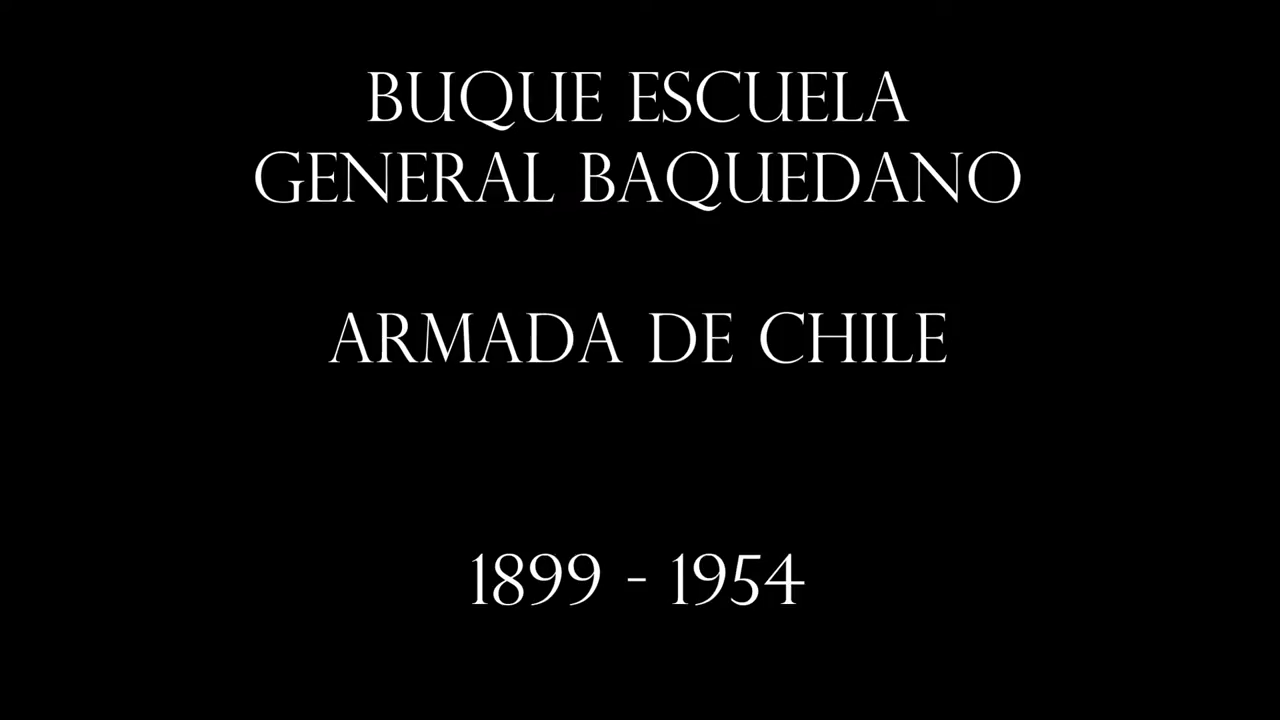 BUQUE ESCUELA
GENERAL BAQUEDANO
ARMADA DE CHILE
1899 - 1954